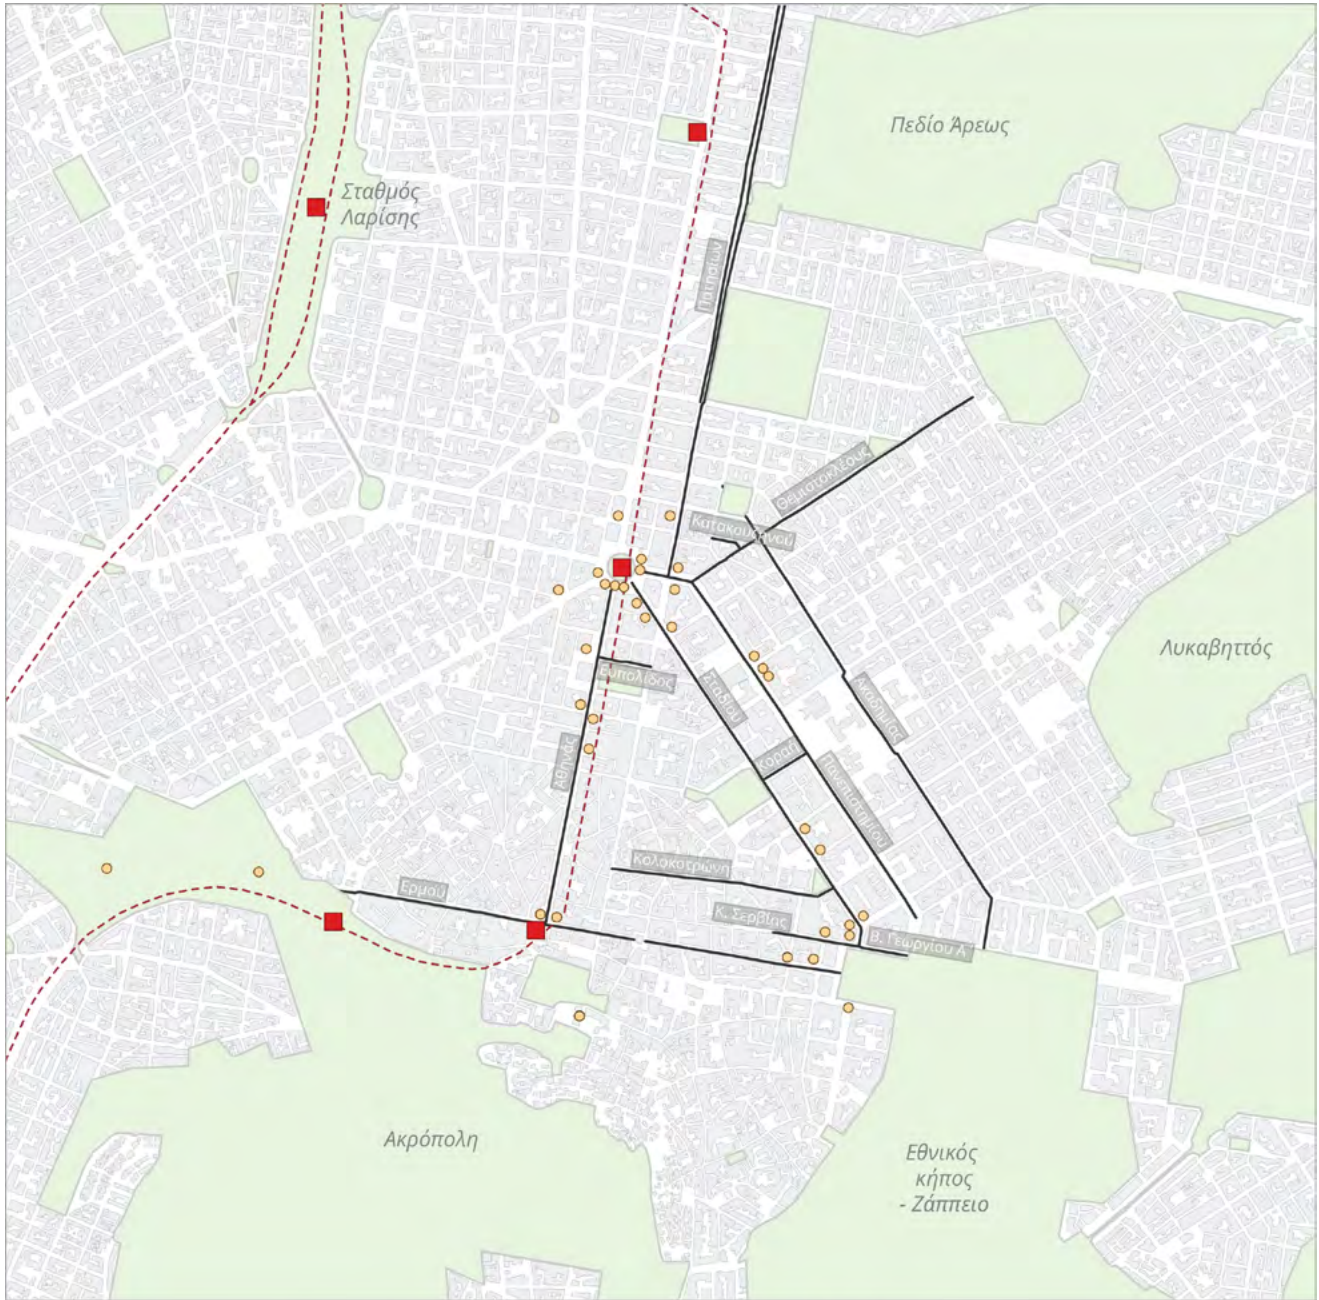 Πεδίο Άρεως
Σταθμός
Λαρίσης
Πατησίων
Θεμιστοκλέους
Κατακουζηνού
Λυκαβηττός
Ευπολίδης
Σταδίου
Ακαδημίας
Αθηνάς
Κοραή
Πανεπιστημίου
Κολοκοτρώνη
Ερμού
Κ. Σερβίας
Β. Γεωργίου Α
Ακρόπολη
Εθνικός
κήπος
- Ζάππειο